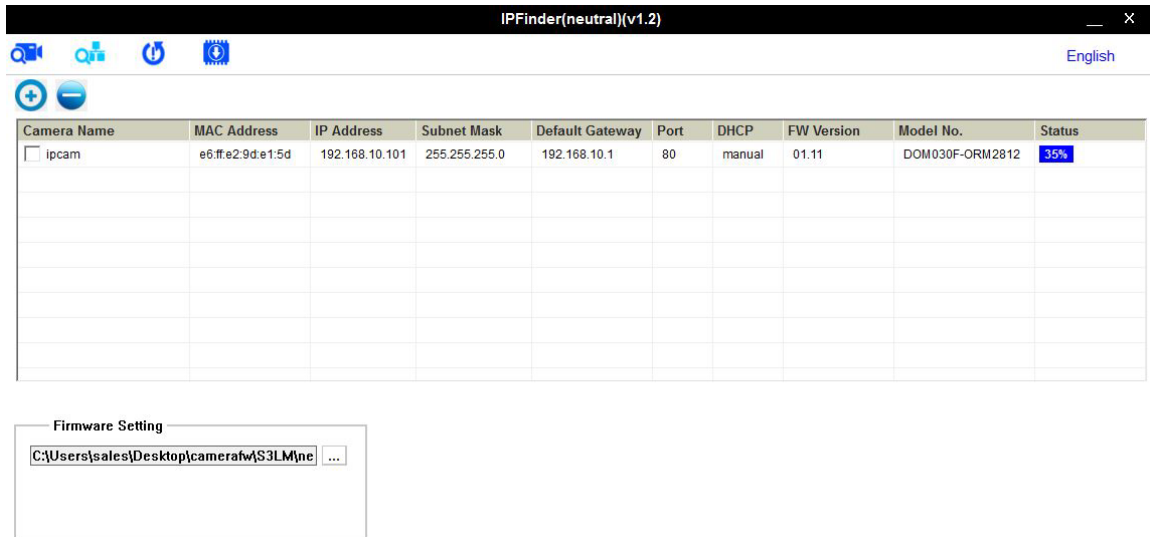 IPFinder(neutral)(v1.2)
English
Camera Name MAC Address IP Address Subnet Mask Default Gateway Port DHCP FW Version Model No. Status
ipcam e6:ff:e2:9d:e1:5d 192.168.10.101 255.255.255.0 192.168.10.1 80 manual 01.11 DOM030F-ORM2812 35%
Firmware Setting
C:\Users\sales\Desktop\camerafw\S3LM\ne ...